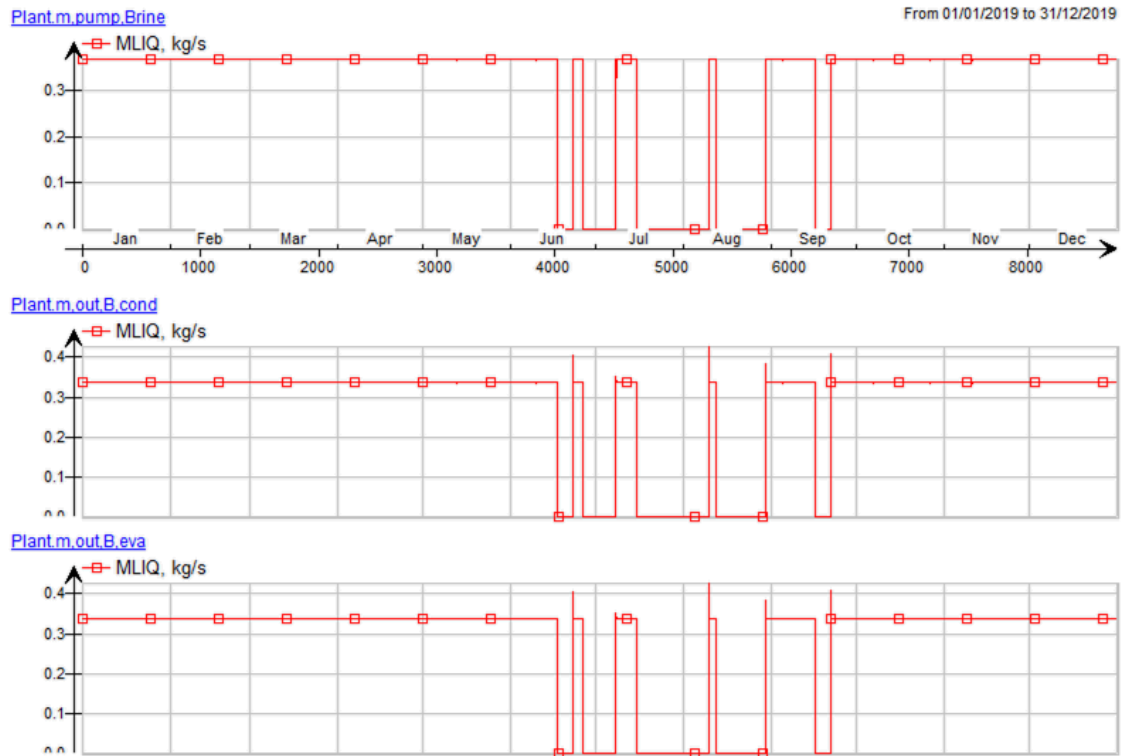 Plant.m,pump,Brine
From 01/01/2019 to 31/12/2019
MLIQ, kg/s
0.3
0.2
0.1
0.0
Jan Feb Mar Apr May Jun Jul Aug Sep Oct Nov Dec
0 1000 2000 3000 4000 5000 6000 7000 8000
Plant.m,out,B,cond
MLIQ, kg/s
0.4
0.3
0.2
0.1
0.0
Plant.m,out,B,eva
MLIQ, kg/s
0.4
0.3
0.2
0.1
0.0